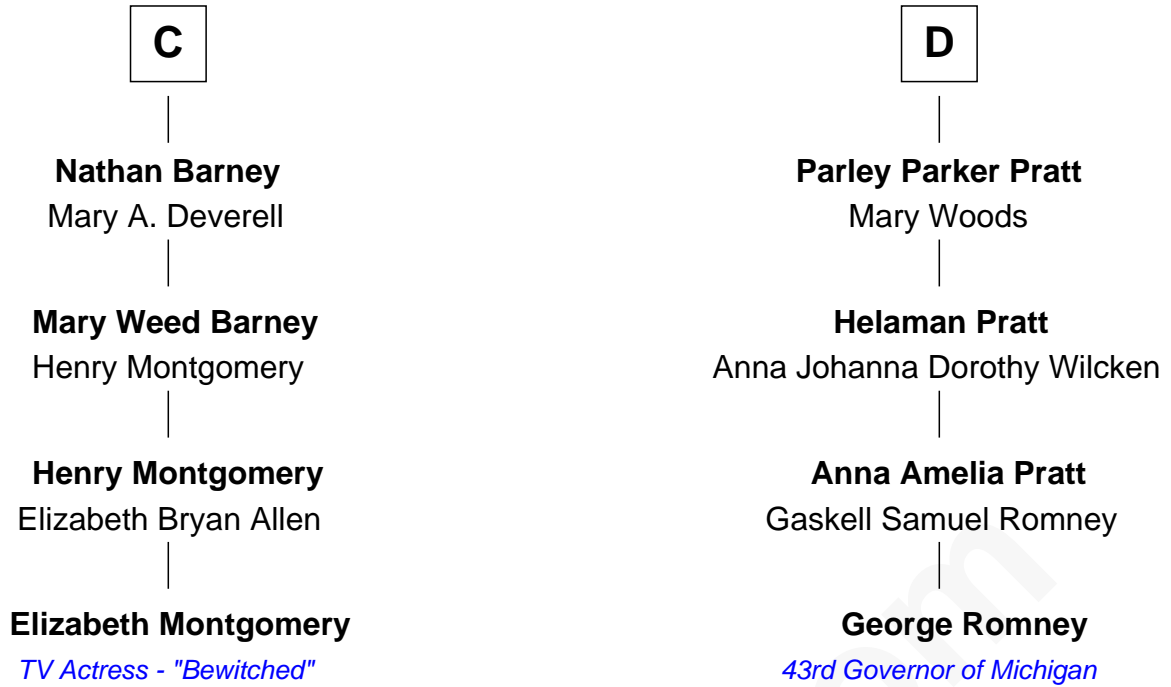 C
Nathan Barney
Mary A. Deverell
Mary Weed Barney
Henry Montgomery
Henry Montgomery
Elizabeth Bryan Allen
Elizabeth Montgomery
TV Actress - "Bewitched"
D
Parley Parker Pratt
Mary Woods
Helaman Pratt
Anna Johanna Dorothy Wilcken
Anna Amelia Pratt
Gaskell Samuel Romney
George Romney
43rd Governor of Michigan